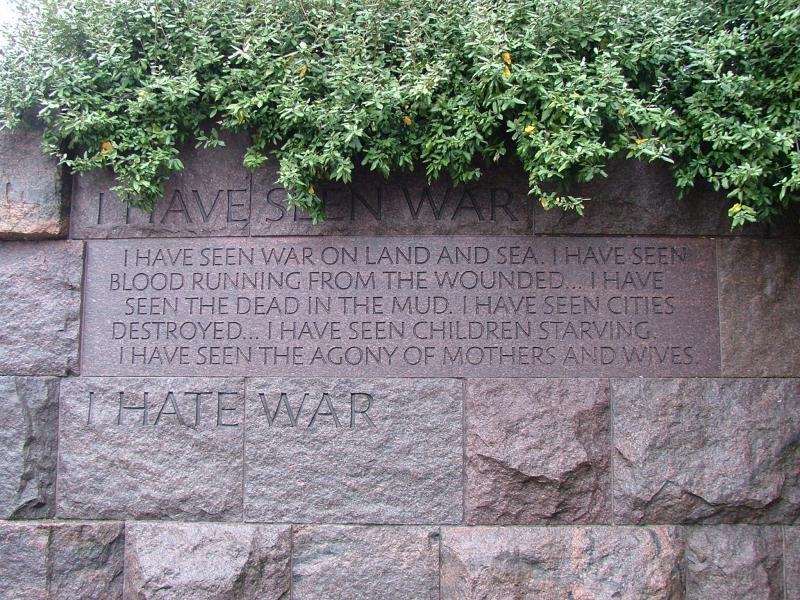 I HAVE SEEN WAR
I HAVE SEEN WAR ON LAND AND SEA. I HAVE SEEN
BLOOD RUNNING FROM THE WOUNDED... I HAVE
SEEN THE DEAD IN THE MUD. I HAVE SEEN CITIES
DESTROYED... I HAVE SEEN CHILDREN STARVING.
I HAVE SEEN THE AGONY OF MOTHERS AND WIVES.
I HATE WAR